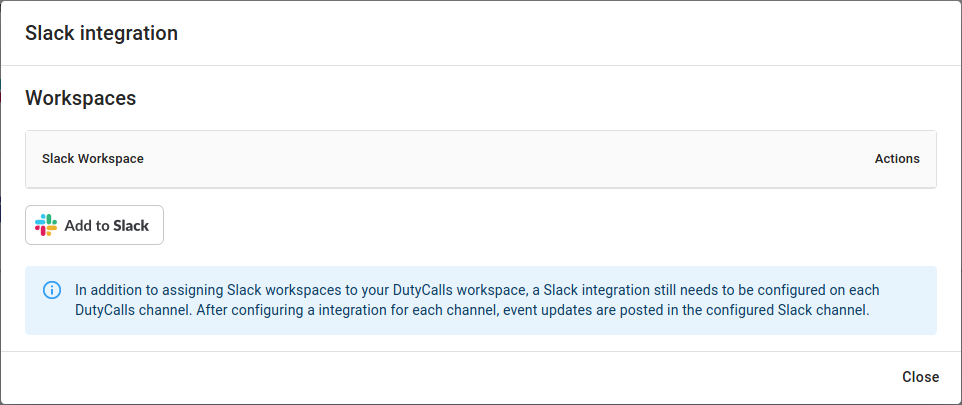 Slack integration
Workspaces
Slack Workspace Actions
Add to Slack
In addition to assigning Slack workspaces to your DutyCalls workspace, a Slack integration still needs to be configured on each
DutyCalls channel. After configuring a integration for each channel, event updates are posted in the configured Slack channel.
Close